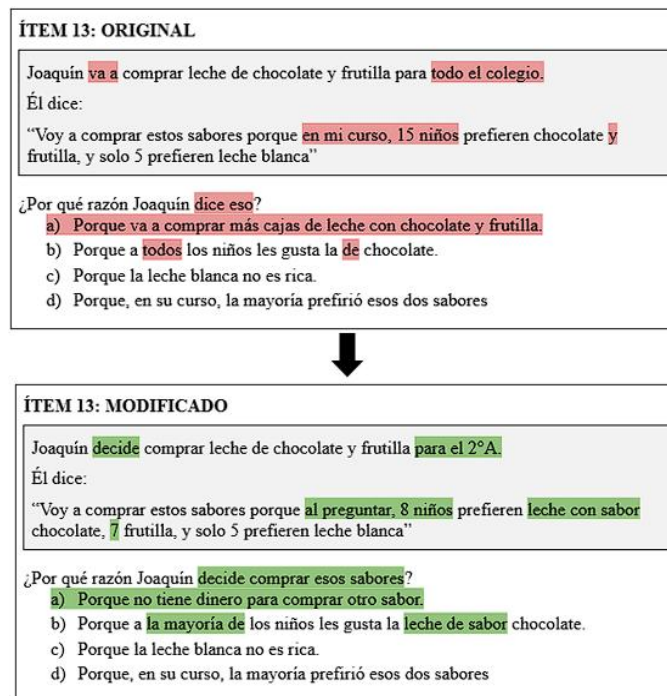 ÍTEM 13: ORIGINAL
Joaquín va a comprar leche de chocolate y frutilla para todo el colegio.
Él dice:
“Voy a comprar estos sabores porque en mi curso, 15 niños prefieren chocolate y
frutilla, y solo 5 prefieren leche blanca”
¿Por qué razón Joaquín dice eso?
a) Porque va a comprar más cajas de leche con chocolate y frutilla.
b) Porque a todos los niños les gusta la de chocolate.
c) Porque la leche blanca no es rica.
d) Porque, en su curso, la mayoría prefirió esos dos sabores
ÍTEM 13: MODIFICADO
Joaquín decide comprar leche de chocolate y frutilla para el 2°A.
Él dice:
“Voy a comprar estos sabores porque al preguntar, 8 niños prefieren leche con sabor
chocolate, 7 frutilla, y solo 5 prefieren leche blanca”
¿Por qué razón Joaquín decide comprar esos sabores?
a) Porque no tiene dinero para comprar otro sabor.
b) Porque a la mayoría de los niños les gusta la leche de sabor chocolate.
c) Porque la leche blanca no es rica.
d) Porque, en su curso, la mayoría prefirió esos dos sabores